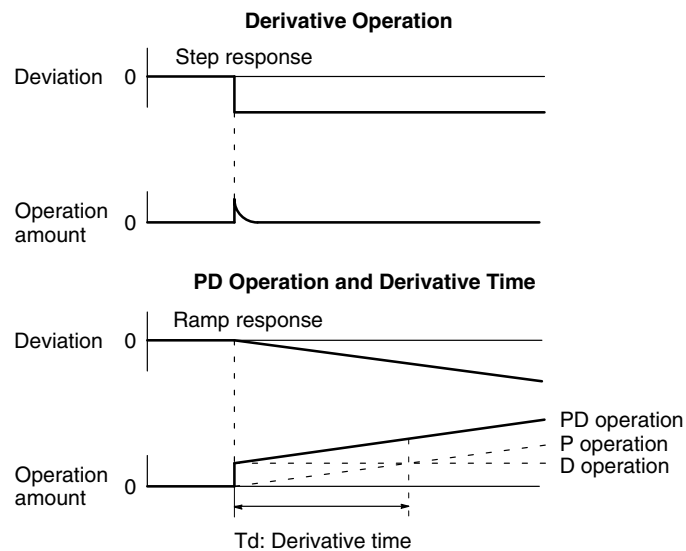 Derivative Operation
Step response
Deviation 0
Operation amount 0
PD Operation and Derivative Time
Ramp response
Deviation 0
PD operation
P operation
D operation
Operation amount 0
Td: Derivative time